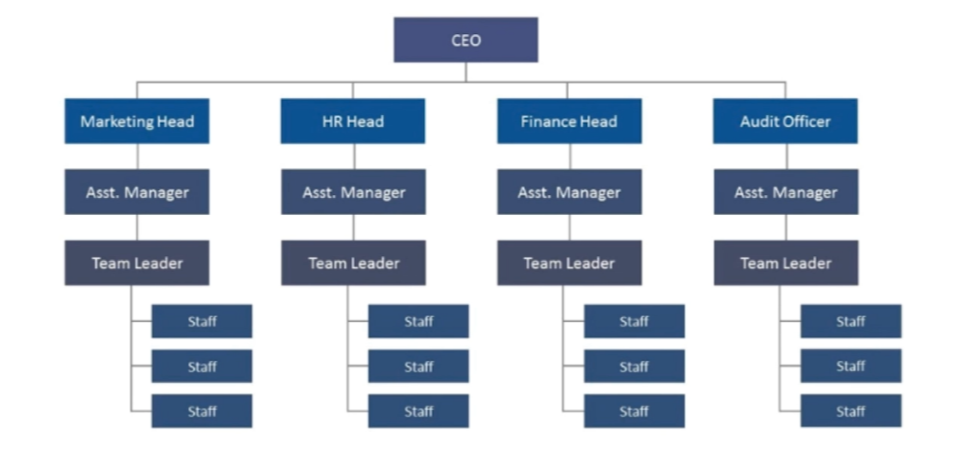 CEO
Marketing Head
HR Head
Finance Head
Audit Officer
Asst. Manager
Asst. Manager
Asst. Manager
Asst. Manager
Team Leader
Team Leader
Team Leader
Team Leader
Staff
Staff
Staff
Staff
Staff
Staff
Staff
Staff
Staff
Staff
Staff
Staff